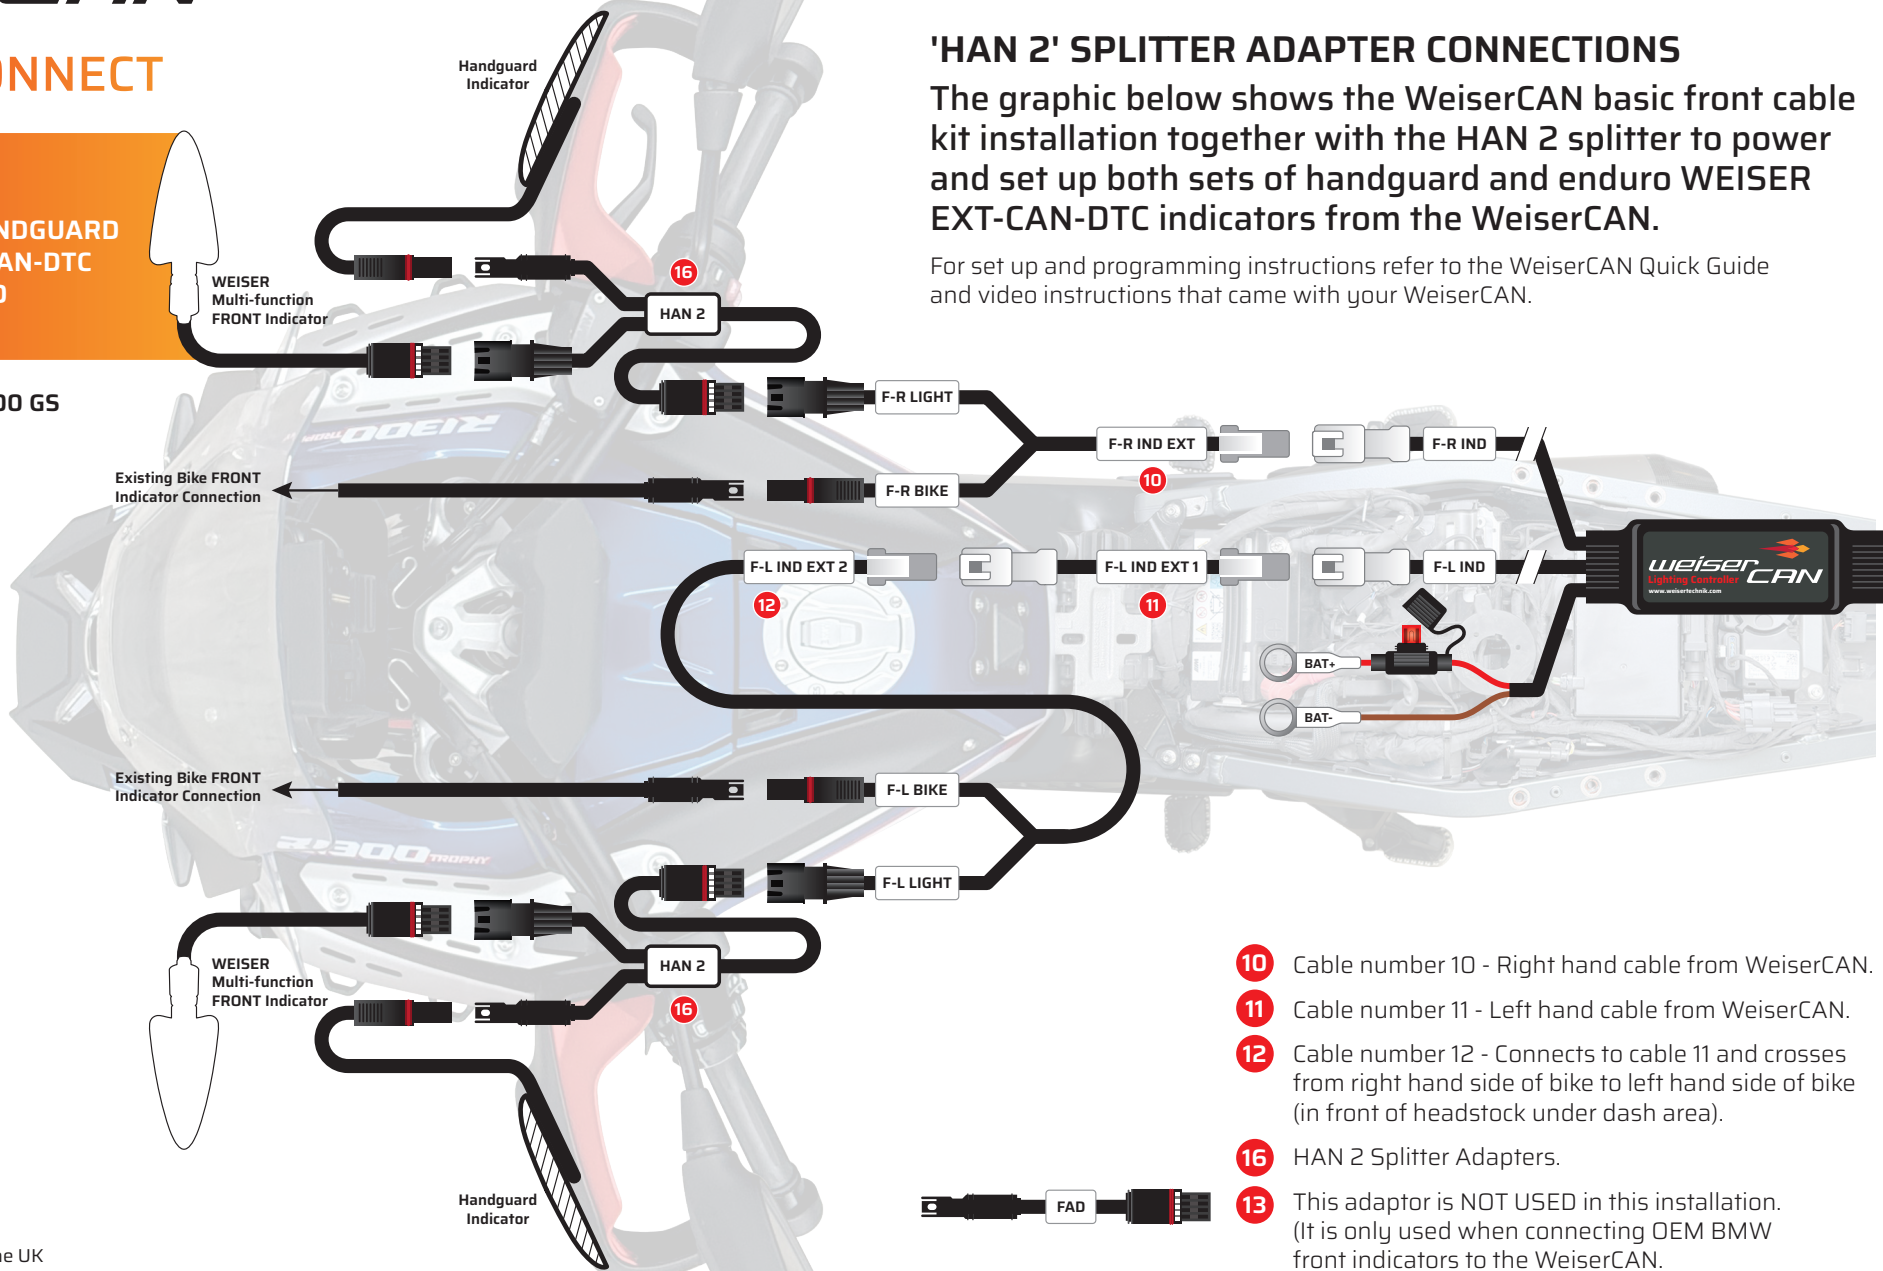 ONNECT
NDGUARD
AN-DTC
00 GS
'HAN 2' SPLITTER ADAPTER CONNECTIONS
The graphic below shows the WeiserCAN basic front cable
kit installation together with the HAN 2 splitter to power
and set up both sets of handguard and enduro WEISER
EXT-CAN-DTC indicators from the WeiserCAN.
For set up and programming instructions refer to the WeiserCAN Quick Guide
and video instructions that came with your WeiserCAN.
Handguard
Indicator
WEISER
Multi-function
FRONT Indicator
16
HAN 2
F-R LIGHT
F-R IND EXT
F-R IND
10
Existing Bike FRONT
Indicator Connection
F-R BIKE
R1300
TROPHY
F-L IND EXT 2
F-L IND EXT 1
F-L IND
12
11
weiser
CAN
Lighting Controller
www.weisertechnik.com
BAT+
BAT-
Existing Bike FRONT
Indicator Connection
F-L BIKE
R1300 TROPHY
F-L LIGHT
WEISER
Multi-function
FRONT Indicator
HAN 2
16
Handguard
Indicator
10 Cable number 10 - Right hand cable from WeiserCAN.
11 Cable number 11 - Left hand cable from WeiserCAN.
12 Cable number 12 - Connects to cable 11 and crosses
from right hand side of bike to left hand side of bike
(in front of headstock under dash area).
16 HAN 2 Splitter Adapters.
FAD
13 This adaptor is NOT USED in this installation.
(It is only used when connecting OEM BMW
front indicators to the WeiserCAN.
he UK